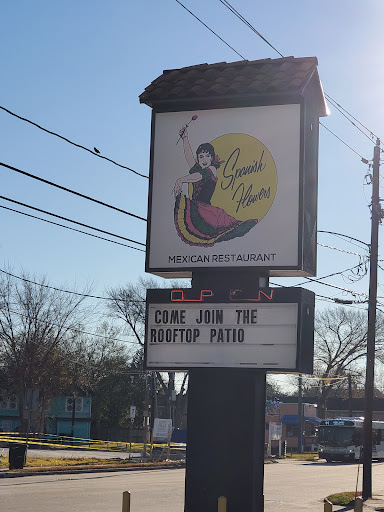 Spanish
Flowers
MEXICAN RESTAURANT
OPEN
COME JOIN THE
ROOFTOP PATIO